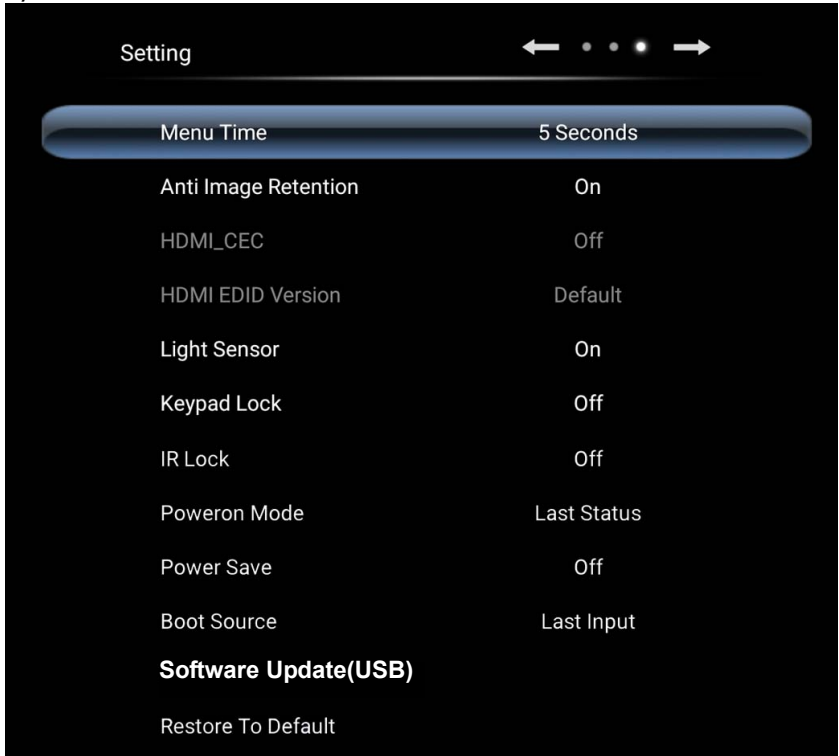 Setting
Menu Time 5 Seconds
Anti Image Retention On
HDMI_CEC Off
HDMI EDID Version Default
Light Sensor On
Keypad Lock Off
IR Lock Off
Poweron Mode Last Status
Power Save Off
Boot Source Last Input
Software Update(USB)
Restore To Default